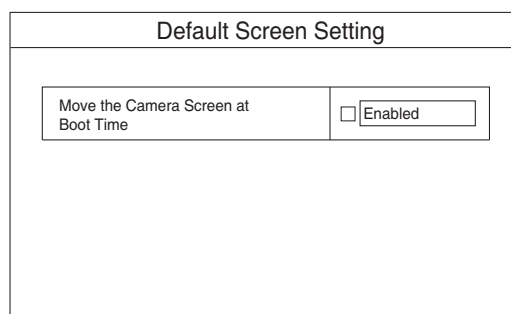 Default Screen Setting
Move the Camera Screen at
Boot Time
Enabled